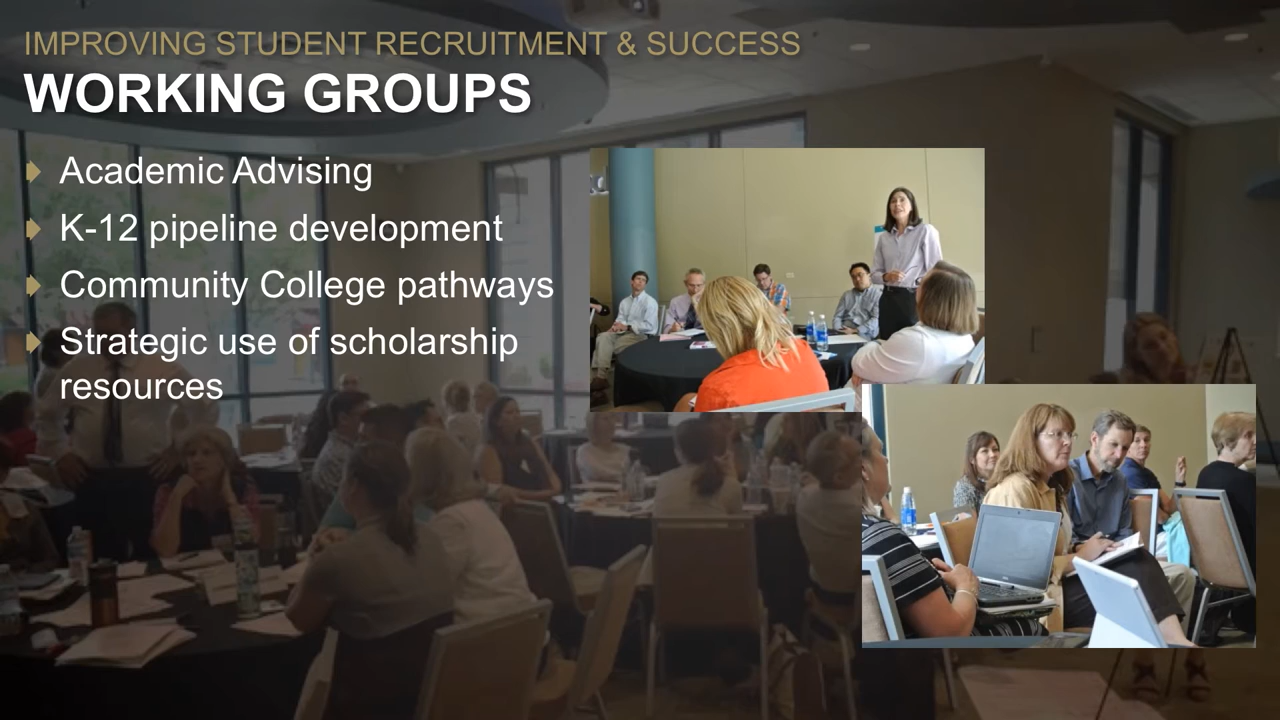 IMPROVING STUDENT RECRUITMENT & SUCCESS
WORKING GROUPS
Academic Advising
K-12 pipeline development
Community College pathways
Strategic use of scholarship
resources